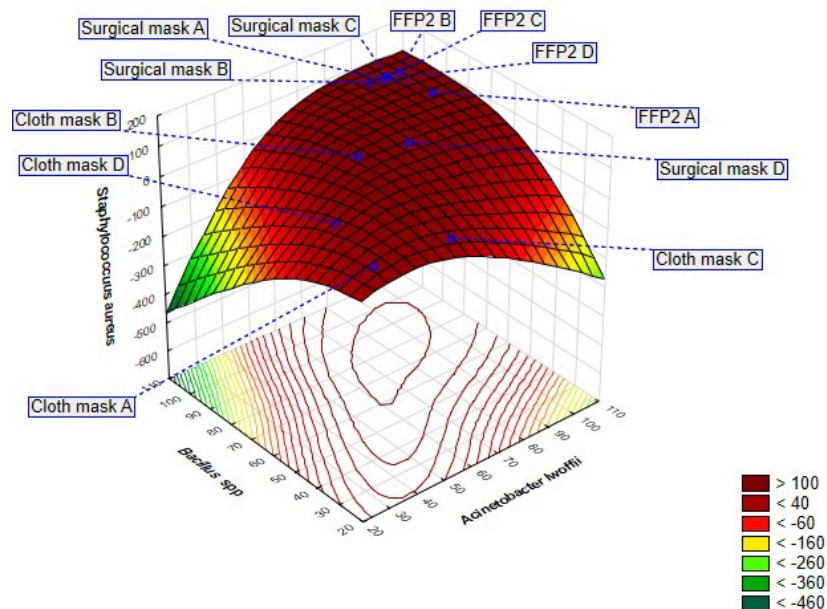 Surgical mask A
Surgical mask C
FFP2 B
FFP2 C
Surgical mask B
FFP2 D
Cloth mask B
FFP2 A
Cloth mask D
Surgical mask D
Cloth mask C
Cloth mask A
Staphylococcus aureus
200
100
0
-100
-200
-300
-400
-500
-600
Bacillus spp
110
100
90
80
70
60
50
40
30
20
Acinetobacter lwoffii
20
30
40
50
60
70
80
90
100
110
> 100
< 40
< -60
< -160
< -260
< -360
< -460